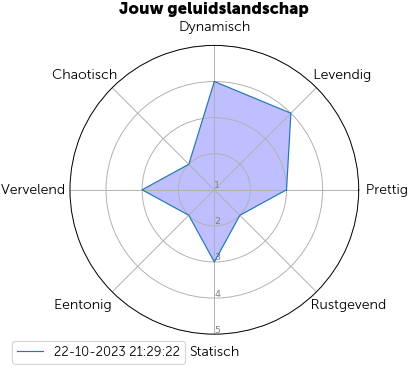 Jouw geluidslandschap
Dynamisch
Chaotisch
Levendig
Vervelend
1
Prettig
2
3
4
Eentonig
Rustgevend
5
22-10-2023 21:29:22
Statisch